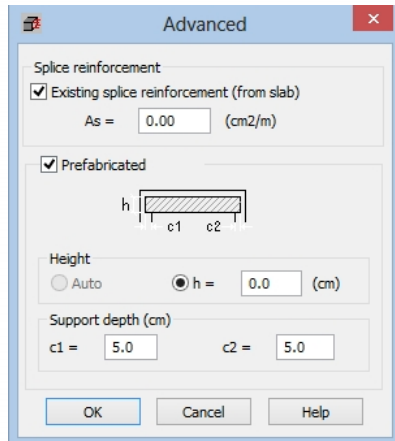 Advanced
Splice reinforcement
Existing splice reinforcement (from slab)
As = 0.00 (cm2/m)
Prefabricated
h
c1 c2
Height
Auto h = 0.0 (cm)
Support depth (cm)
c1 = 5.0 c2 = 5.0
OK Cancel Help